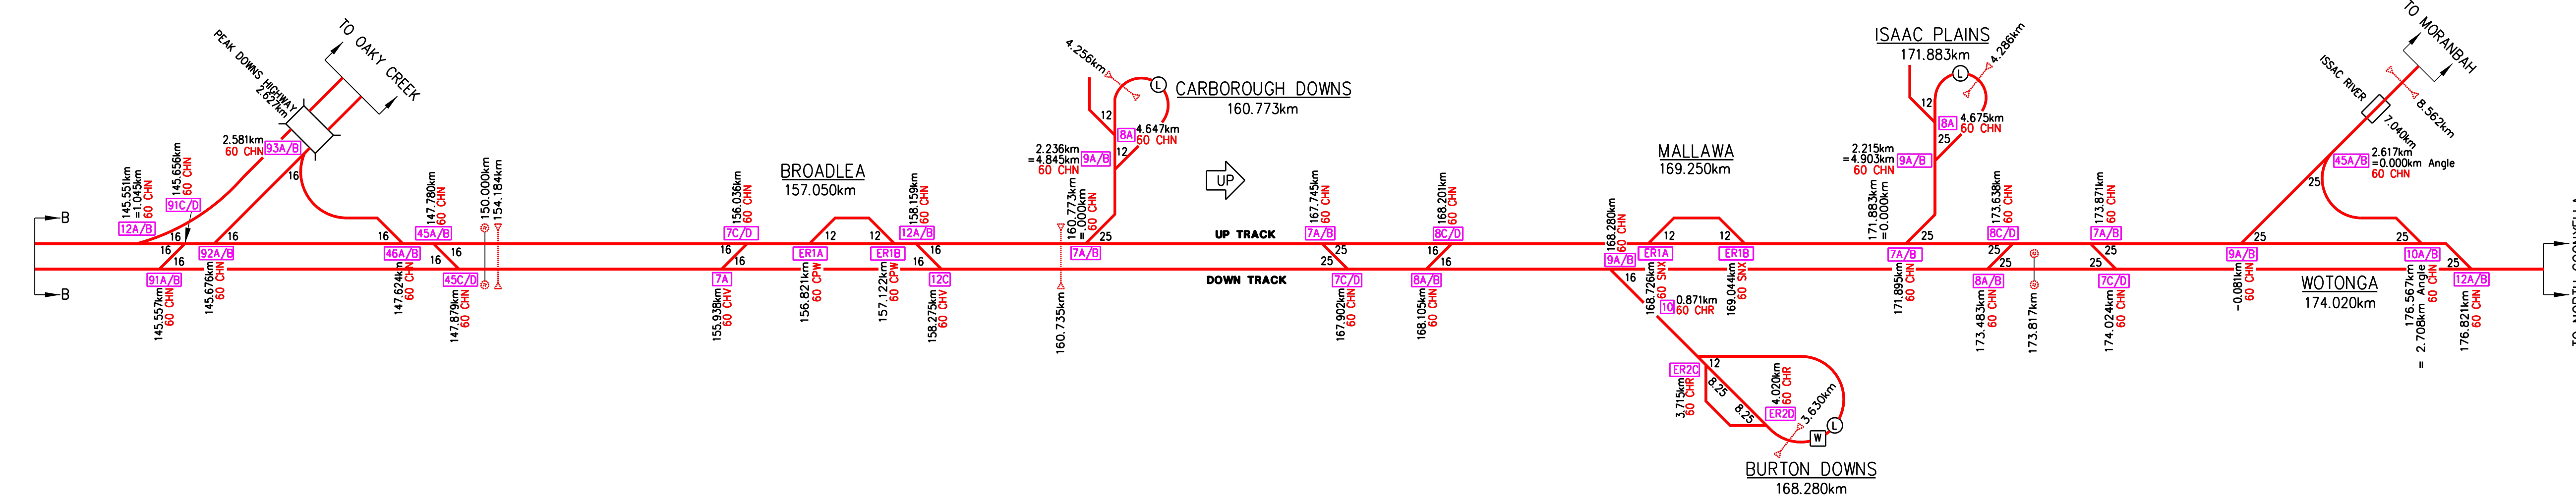 TO OAKY CREEK
PEAK DOWNS HIGHWAY
2.627km
2.581km
60 CHN
93A/B
16
145.551km
=1.045km
60 CHN
12A/B
145.656km
60 CHN
91C/D
B
B
16
16
16
16
91A/B
145.557km
60 CHN
92A/B
145.676km
60 CHN
16
46A/B
147.624km
60 CHN
147.780km
60 CHN
45A/B
16
16
45C/D
147.879km
60 CHN
150.000km
154.184km
156.036km
60 CHN
7C/D
16
16
7A
155.938km
60 CHV
BROADLEA
157.050km
12
12
ER1A
156.821km
60 CPW
ER1B
157.122km
60 CPW
158.159km
60 CHN
12A/B
16
16
12C
158.275km
60 CHV
4.256km
L
CARBOROUGH DOWNS
160.773km
12
8A
4.647km
60 CHN
12
2.236km
=4.845km
60 CHN
9A/B
160.773km
=.000km
60 CHN
25
7A/B
160.735km
UP
UP TRACK
DOWN TRACK
167.745km
60 CHN
7A/B
25
25
7C/D
167.902km
60 CHN
168.201km
60 CHN
8C/D
16
16
8A/B
168.105km
60 CHN
MALLAWA
169.250km
168.280km
60 CHN
9A/B
16
12
12
ER1A
168.726km
60 SNX
ER1B
169.044km
60 SNX
10
0.871km
60 CHR
ER2C
3.715km
60 CHR
12
8.25
8.25
4.020km
60 CHR
ER2D
3.630km
W
L
BURTON DOWNS
168.280km
ISAAC PLAINS
171.883km
4.286km
L
12
8A
4.675km
60 CHN
25
2.215km
=4.903km
60 CHN
9A/B
171.883km
=0.000km
25
7A/B
171.895km
60 CHN
173.638km
60 CHN
8C/D
25
25
8A/B
173.483km
60 CHN
173.817km
173.871km
60 CHN
7A/B
25
25
7C/D
174.024km
60 CHN
TO MORANBAH
ISSAC RIVER
8.562km
7.040km
45A/B
2.617km
=0.000km Angle
60 CHN
25
25
25
9A/B
-0.081km
60 CHN
WOTONGA
174.020km
10A/B
176.567km
= 2.708km Angle
60 CHN
25
25
12A/B
176.821km
60 CHN